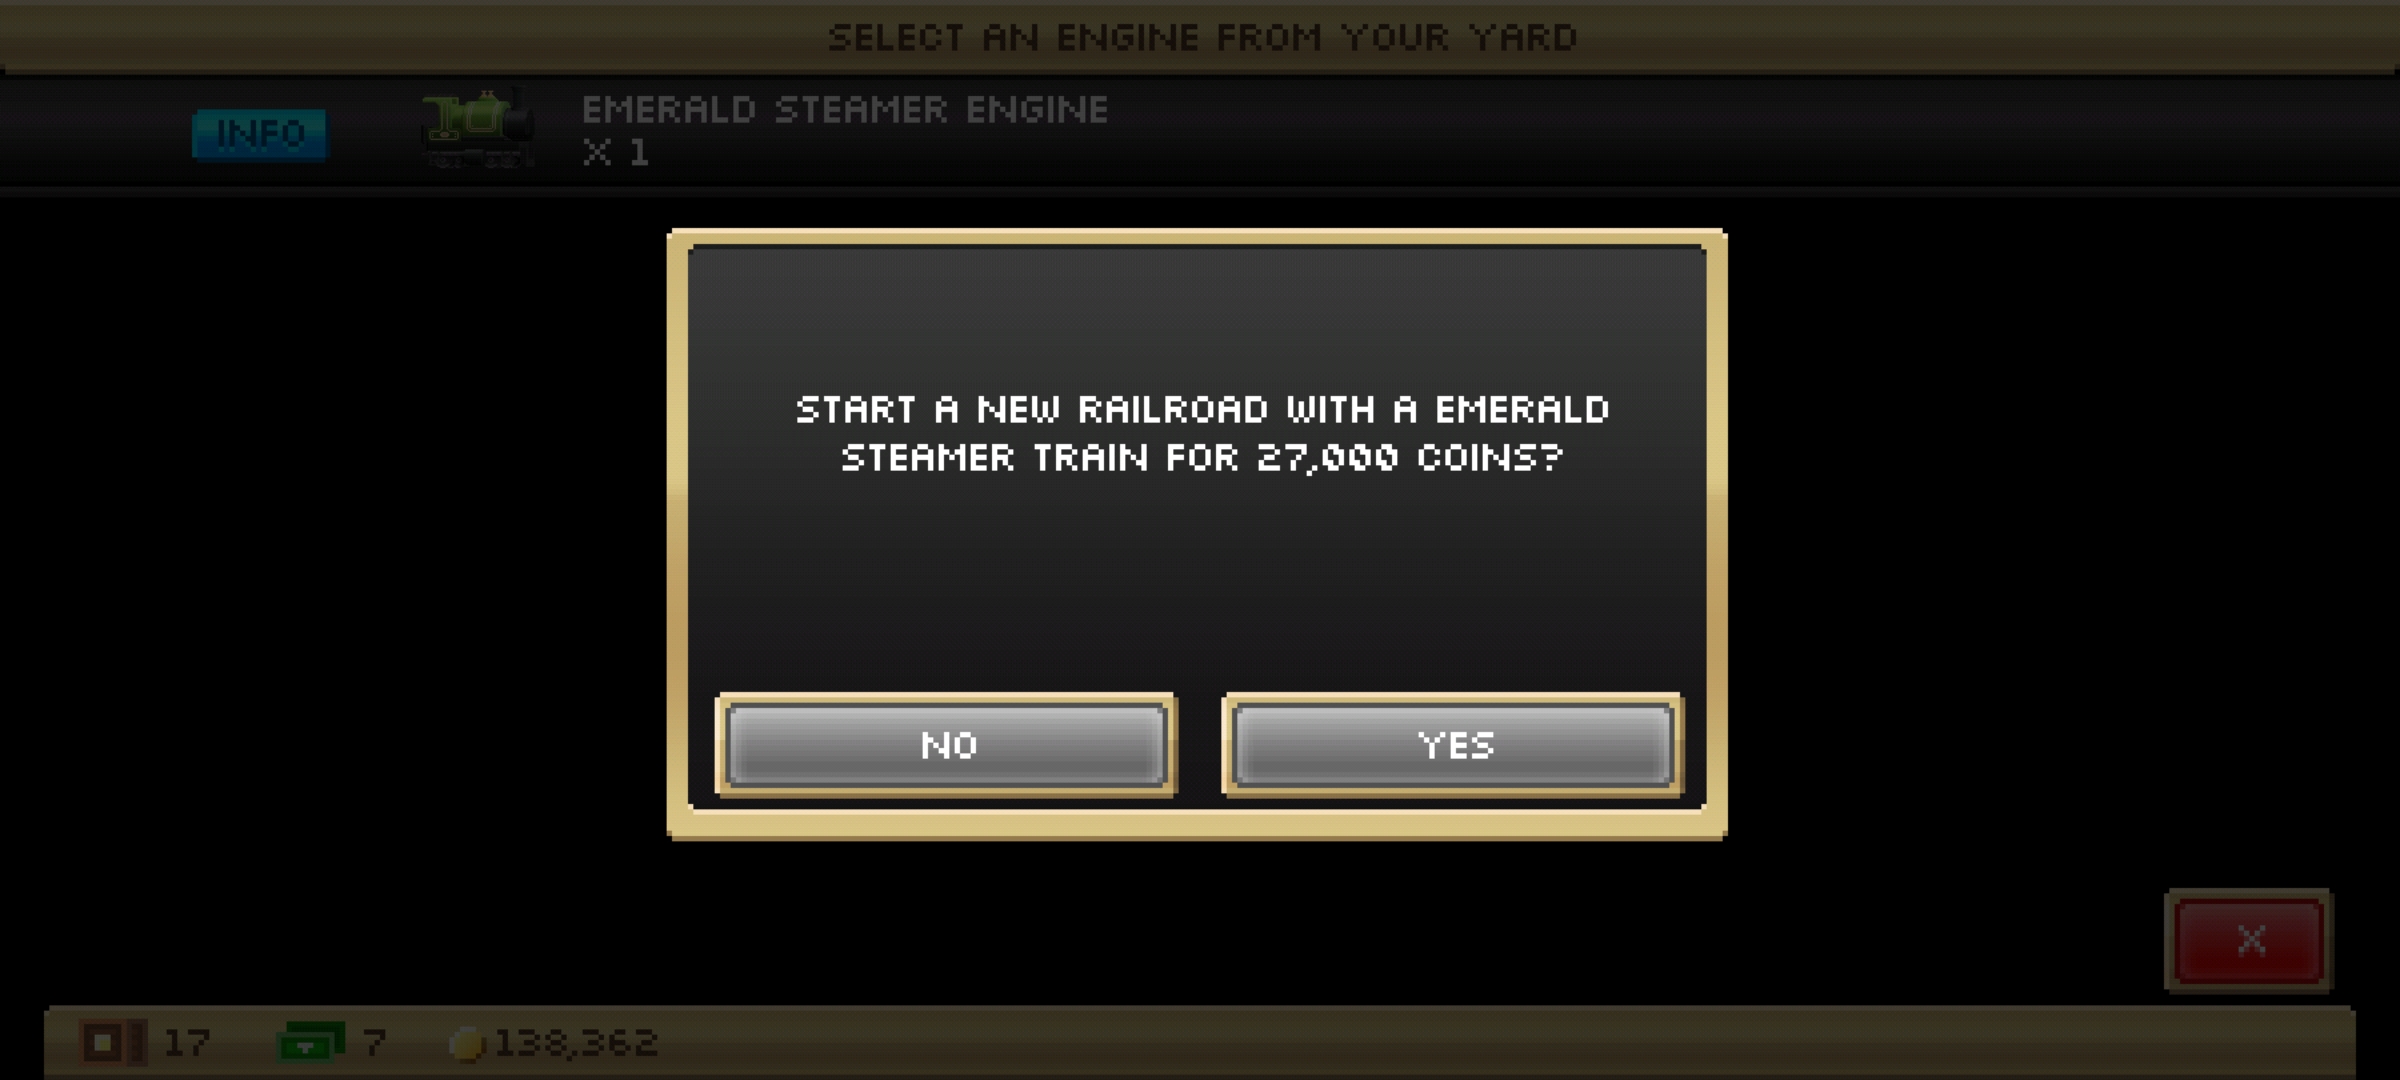 SELECT AN ENGINE FROM YOUR YARD
INFO
EMERALD STEAMER ENGINE
X 1
START A NEW RAILROAD WITH A EMERALD
STEAMER TRAIN FOR 27,000 COINS?
NO
YES
X
17
7
138,362